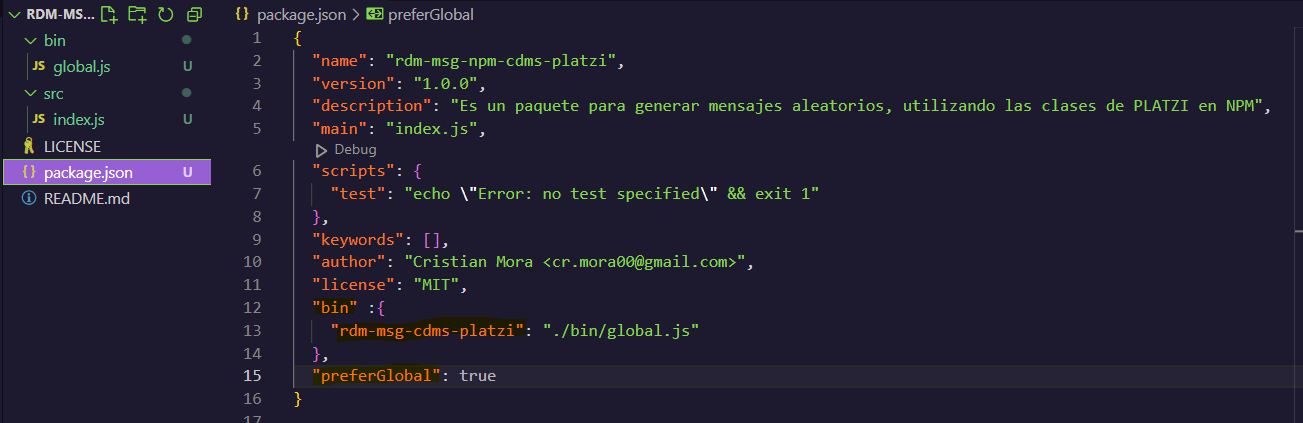 RDM-MS...
bin
JS global.js U
src
JS index.js U
LICENSE
{} package.json U
README.md
{} package.json > preferGlobal
1 {
2 "name": "rdm-msg-npm-cdms-platzi",
3 "version": "1.0.0",
4 "description": "Es un paquete para generar mensajes aleatorios, utilizando las clases de PLATZI en NPM",
5 "main": "index.js",
Debug
6 "scripts": {
7 "test": "echo \"Error: no test specified\" && exit 1"
8 },
9 "keywords": [],
10 "author": "Cristian Mora <cr.mora00@gmail.com>",
11 "license": "MIT",
12 "bin" :{
13 "rdm-msg-cdms-platzi": "./bin/global.js"
14 },
15 "preferGlobal": true
16 }
17